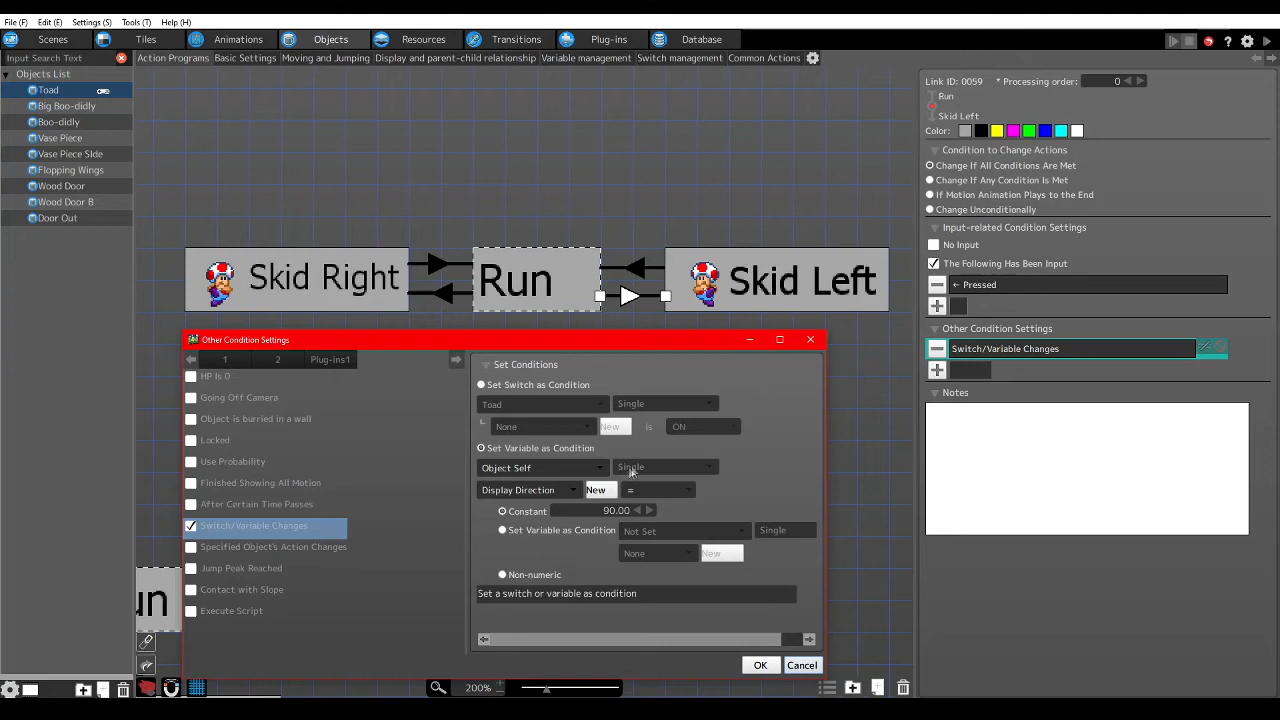 File (F) Edit (E) Settings (S) Tools (T) Help (H)
Scenes Tiles Animations Objects Resources Transitions Plug-ins Database
Input Search Text Action Programs Basic Settings Moving and Jumping Display and parent-child relationship Variable management Switch management Common Actions
Objects List
Toad
Big Boo-didly
Boo-didly
Vase Piece
Vase Piece SIde
Flopping Wings
Wood Door
Wood Door B
Door Out
Skid Right
Run
Skid Left
un
Other Condition Settings
1 2 Plug-ins1
HP Is 0
Going Off Camera
Object is burried in a wall
Locked
Use Probability
Finished Showing All Motion
After Certain Time Passes
Switch/Variable Changes
Specified Object's Action Changes
Jump Peak Reached
Contact with Slope
Execute Script
Set Conditions
Set Switch as Condition
Toad Single
None New is ON
Set Variable as Condition
Object Self Single
Display Direction New =
Constant 90.00
Set Variable as Condition Not Set Single
None New
Non-numeric
Set a switch or variable as condition
OK Cancel
200%
Link ID: 0059 * Processing order: 0
Run
Skid Left
Color:
Condition to Change Actions
Change If All Conditions Are Met
Change If Any Condition Is Met
If Motion Animation Plays to the End
Change Unconditionally
Input-related Condition Settings
No Input
The Following Has Been Input
← Pressed
Other Condition Settings
Switch/Variable Changes
Notes